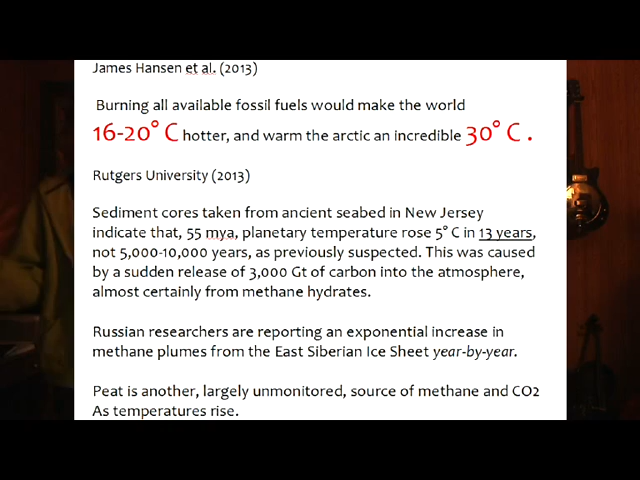 James Hansen et al. (2013)
Burning all available fossil fuels would make the world
16-20° C hotter, and warm the arctic an incredible 30° C .
Rutgers University (2013)
Sediment cores taken from ancient seabed in New Jersey
indicate that, 55 mya, planetary temperature rose 5° C in 13 years,
not 5,000-10,000 years, as previously suspected. This was caused
by a sudden release of 3,000 Gt of carbon into the atmosphere,
almost certainly from methane hydrates.
Russian researchers are reporting an exponential increase in
methane plumes from the East Siberian Ice Sheet year-by-year.
Peat is another, largely unmonitored, source of methane and CO2
As temperatures rise.